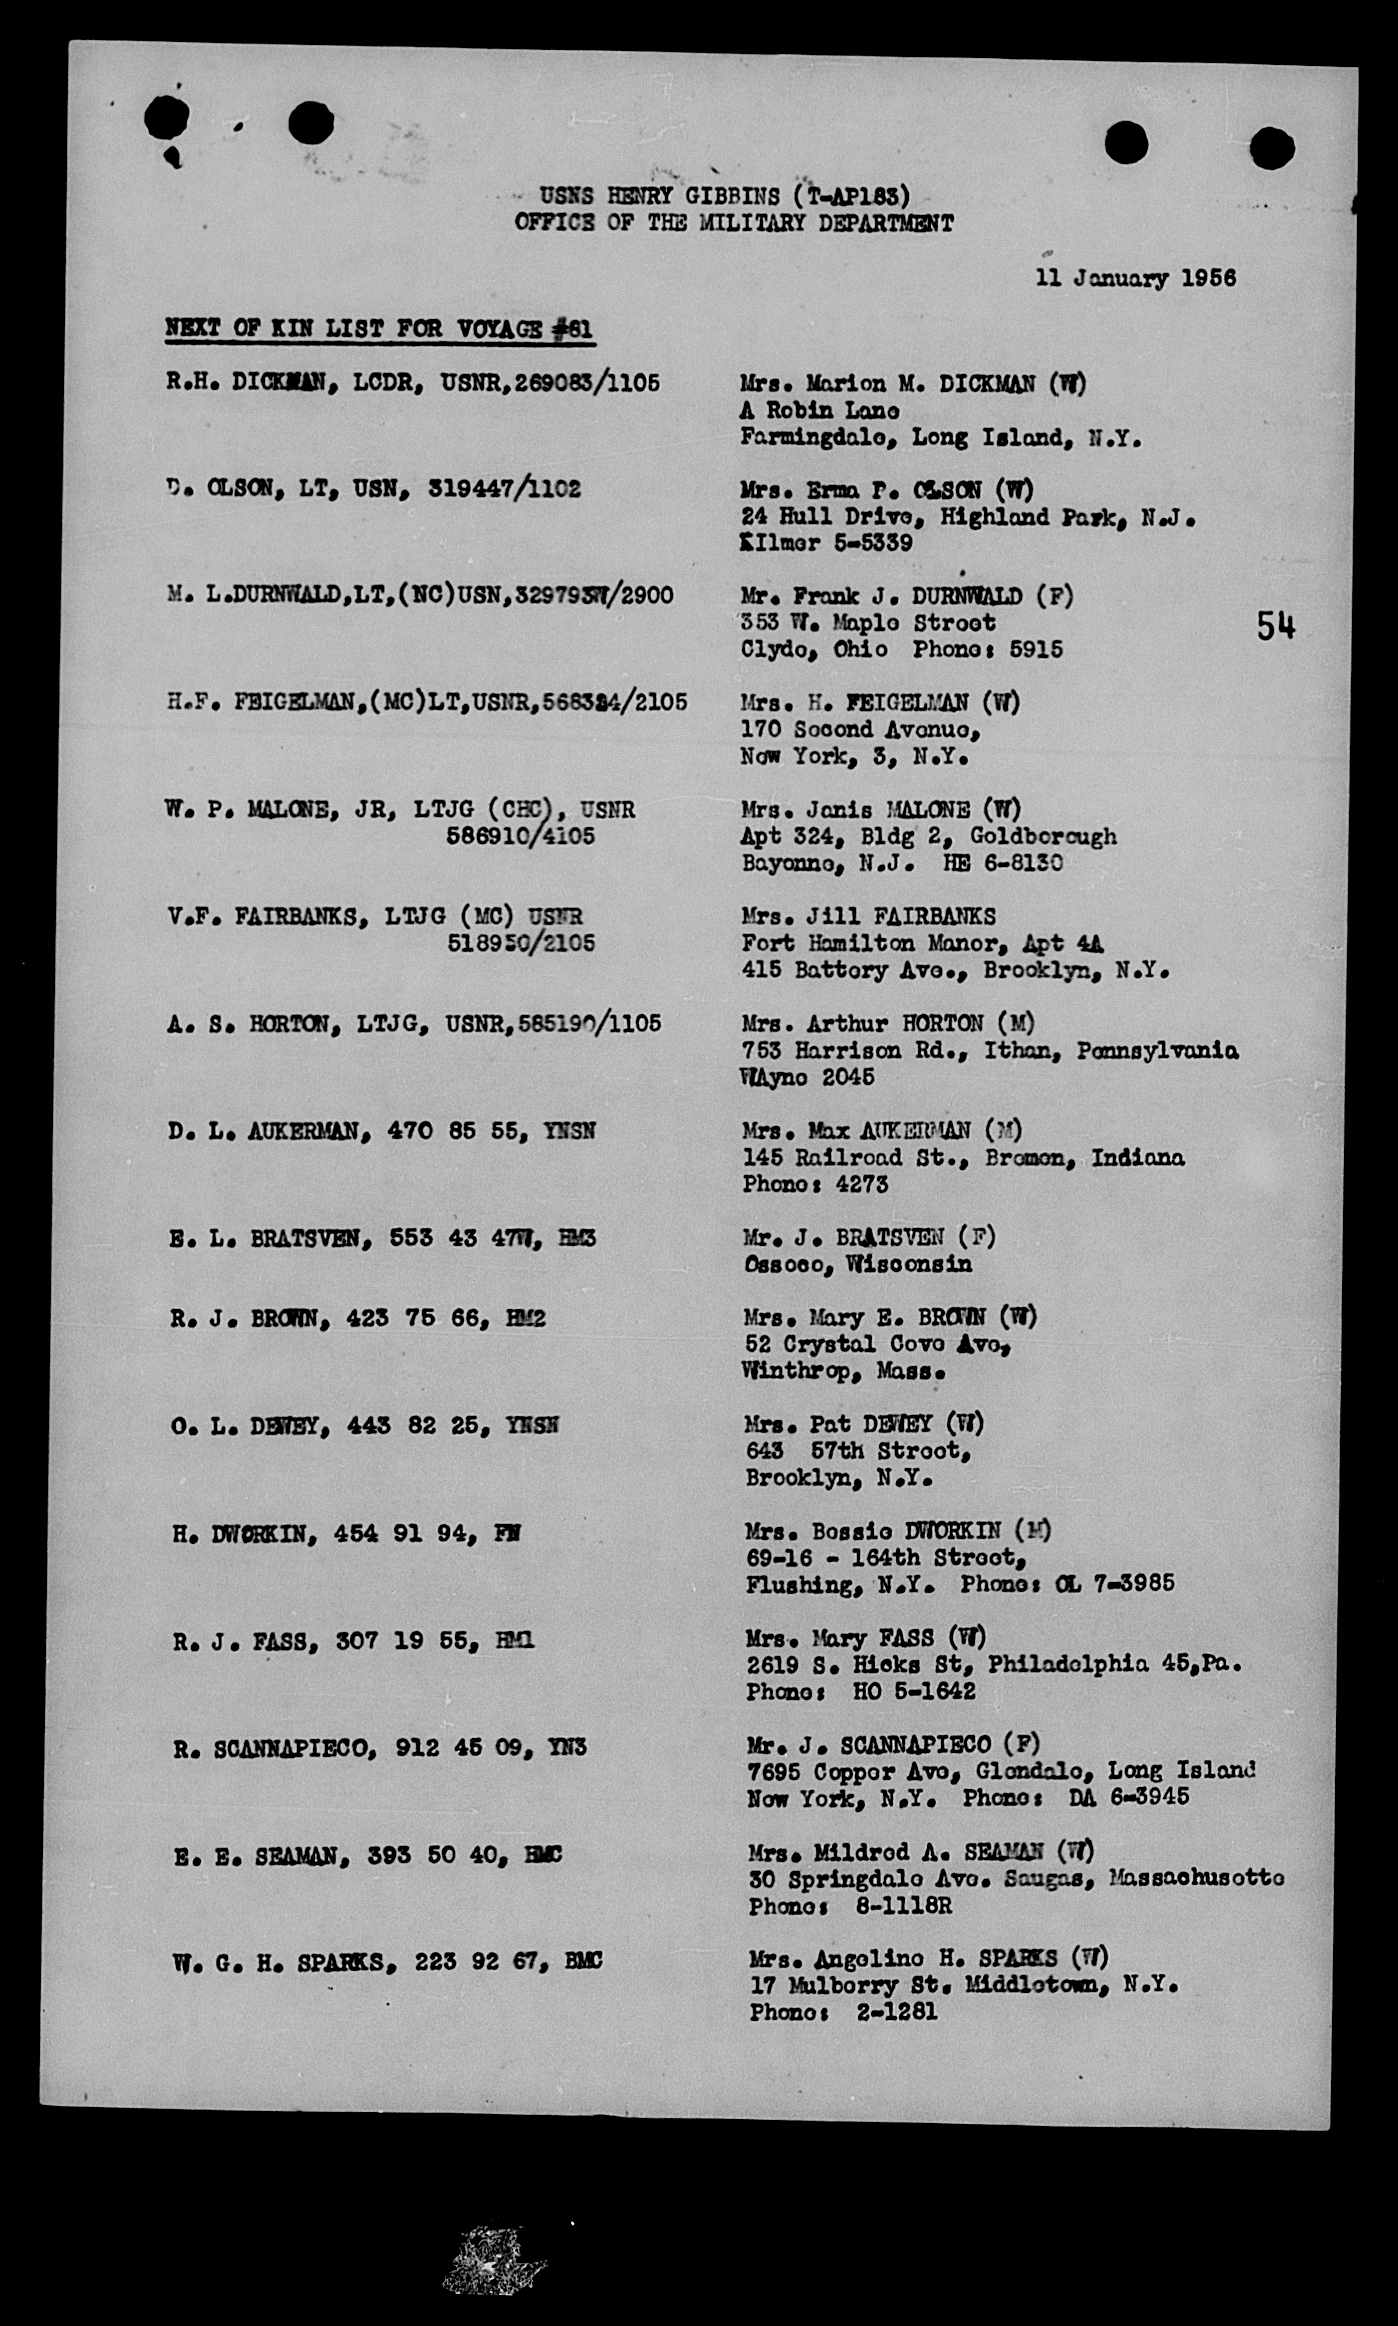 USNS HENRY GIBBINS (T-AP183)
OFFICE OF THE MILITARY DEPARTMENT
11 January 1956
NEXT OF KIN LIST FOR VOYAGE #81
R.H. DICKMAN, LCDR, USNR,269083/1105
Mrs. Marion M. DICKMAN (W)
A Robin Lane
Farmingdale, Long Island, N.Y.
D. OLSON, LT, USN, 319447/1102
Mrs. Erma P. OLSON (W)
24 Hull Drive, Highland Park, N.J.
KIlmer 5-5339
M. L.DURNWALD,LT,(NC)USN,329793W/2900
Mr. Frank J. DURNWALD (F)
353 W. Maple Street
Clyde, Ohio Phone: 5915
54
H.F. FEIGELMAN,(MC)LT,USNR,568384/2105
Mrs. H. FEIGELMAN (W)
170 Second Avenue,
New York, 3, N.Y.
W. P. MALONE, JR, LTJG (CHC), USNR
586910/4105
Mrs. Janis MALONE (W)
Apt 324, Bldg 2, Goldborough
Bayonne, N.J. HE 6-8130
V.F. FAIRBANKS, LTJG (MC) USNR
518930/2105
Mrs. Jill FAIRBANKS
Fort Hamilton Manor, Apt 4A
415 Battery Ave., Brooklyn, N.Y.
A. S. HORTON, LTJG, USNR,585190/1105
Mrs. Arthur HORTON (M)
753 Harrison Rd., Ithan, Pennsylvania
WAyne 2045
D. L. AUKERMAN, 470 85 55, YNSN
Mrs. Max AUKERMAN (M)
145 Railroad St., Bremen, Indiana
Phone: 4273
E. L. BRATSVEN, 553 43 47W, HM3
Mr. J. BRATSVEN (F)
Osseoo, Wisconsin
R. J. BROWN, 423 75 66, HM2
Mrs. Mary E. BROWN (W)
52 Crystal Cove Ave,
Winthrop, Mass.
O. L. DEWEY, 443 82 25, YNSN
Mrs. Pat DEWEY (W)
643 57th Street,
Brooklyn, N.Y.
H. DWORKIN, 454 91 94, FN
Mrs. Bessie DWORKIN (M)
69-16 - 164th Street,
Flushing, N.Y. Phone: OL 7-3985
R. J. FASS, 307 19 55, HM1
Mrs. Mary FASS (W)
2619 S. Hicks St, Philadelphia 45,Pa.
Phone: HO 5-1642
R. SCANNAPIECO, 912 45 09, YN3
Mr. J. SCANNAPIECO (F)
7695 Copper Ave, Glendale, Long Island
New York, N.Y. Phone: DA 6-3945
E. E. SEAMAN, 393 50 40, HMC
Mrs. Mildred A. SEAMAN (W)
30 Springdale Ave. Saugas, Massachusette
Phone: 8-1118R
W. G. H. SPARKS, 223 92 67, BMC
Mrs. Angeline H. SPARKS (W)
17 Mulberry St. Middletown, N.Y.
Phone: 2-1281